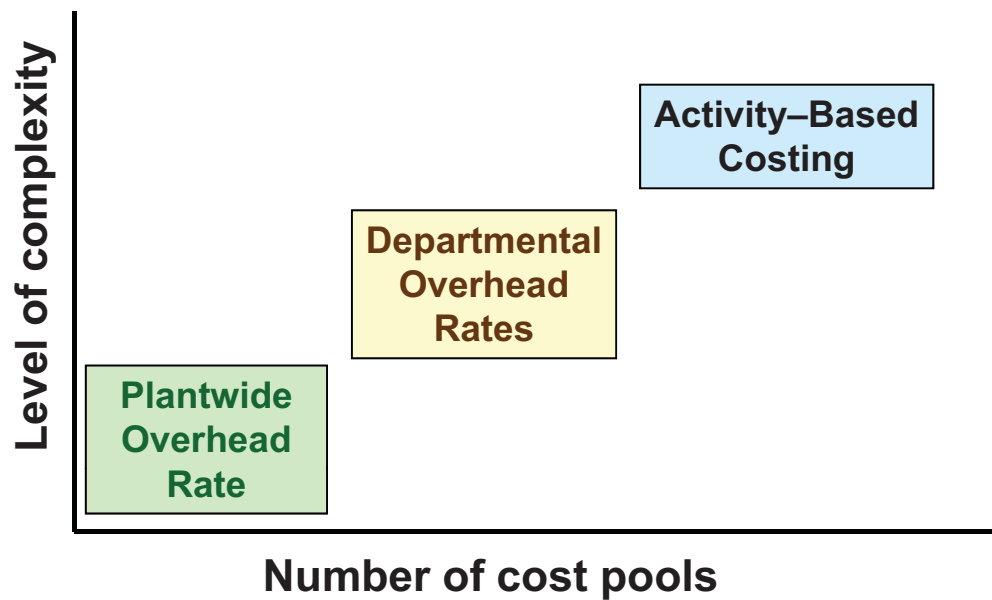 Level of complexity
Activity–Based
Costing
Departmental
Overhead
Rates
Plantwide
Overhead
Rate
Number of cost pools